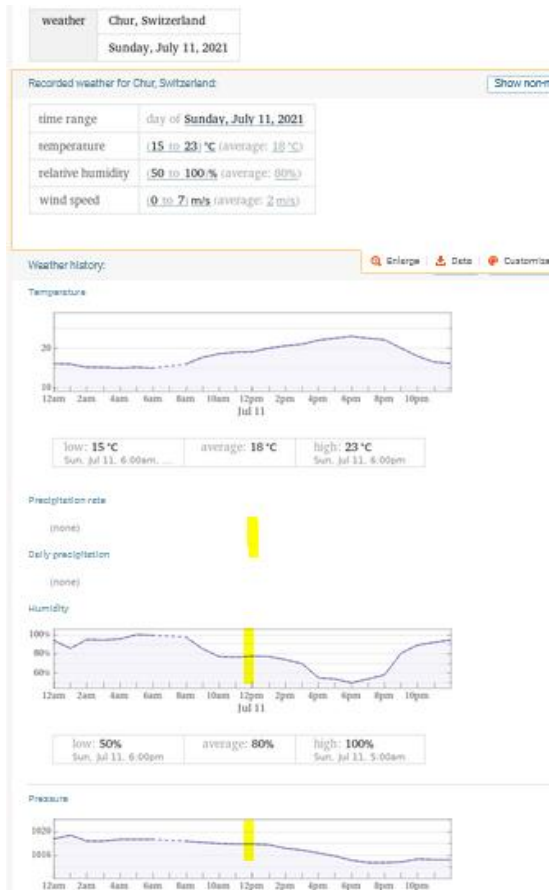 weather Chur, Switzerland
Sunday, July 11, 2021
Recorded weather for Chur, Switzerland: Show non-m
time range day of Sunday, July 11, 2021
temperature (15 to 23) °C (average: 18 °C)
relative humidity (50 to 100)% (average: 80%)
wind speed (0 to 7) m/s (average: 2 m/s)
Weather history: Enlarge Data Customize
Temperature
20
10
12am 2am 4am 6am 8am 10am 12pm 2pm 4pm 6pm 8pm 10pm
Jul 11
low: 15 °C average: 18 °C high: 23 °C
Sun, Jul 11, 6:00am, ... Sun, Jul 11, 6:00pm
Precipitation rate
(none)
Daily precipitation
(none)
Humidity
100%
80%
60%
12am 2am 4am 6am 8am 10am 12pm 2pm 4pm 6pm 8pm 10pm
Jul 11
low: 50% average: 80% high: 100%
Sun, Jul 11, 6:00pm Sun, Jul 11, 5:00am
Pressure
1020
1016
12am 2am 4am 6am 8am 10am 12pm 2pm 4pm 6pm 8pm 10pm